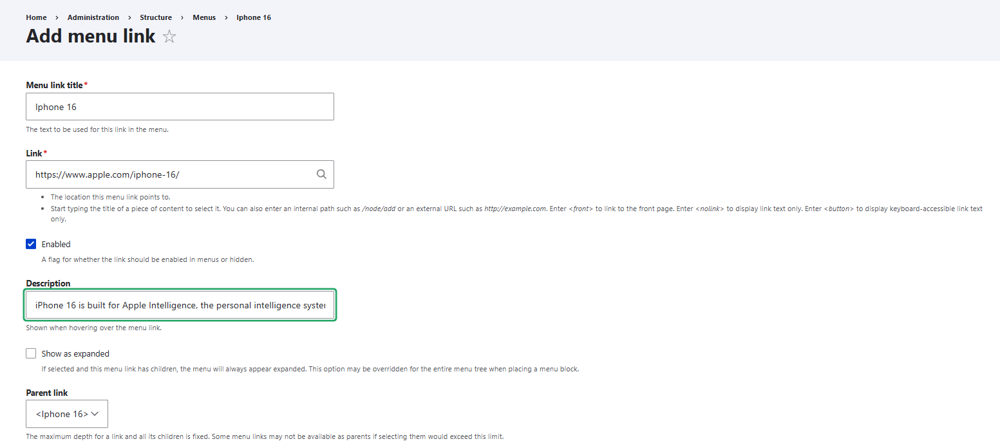 Home > Administration > Structure > Menus > Iphone 16
Add menu link
Menu link title*
Iphone 16
The text to be used for this link in the menu.
Link*
https://www.apple.com/iphone-16/
• The location this menu link points to.
• Start typing the title of a piece of content to select it. You can also enter an internal path such as /node/add or an external URL such as http://example.com. Enter <front> to link to the front page. Enter <nolink> to display link text only. Enter <button> to display keyboard-accessible link text
only.
Enabled
A flag for whether the link should be enabled in menus or hidden.
Description
iPhone 16 is built for Apple Intelligence, the personal intelligence syster
Shown when hovering over the menu link.
Show as expanded
If selected and this menu link has children, the menu will always appear expanded. This option may be overridden for the entire menu tree when placing a menu block.
Parent link
<Iphone 16>
The maximum depth for a link and all its children is fixed. Some menu links may not be available as parents if selecting them would exceed this limit.